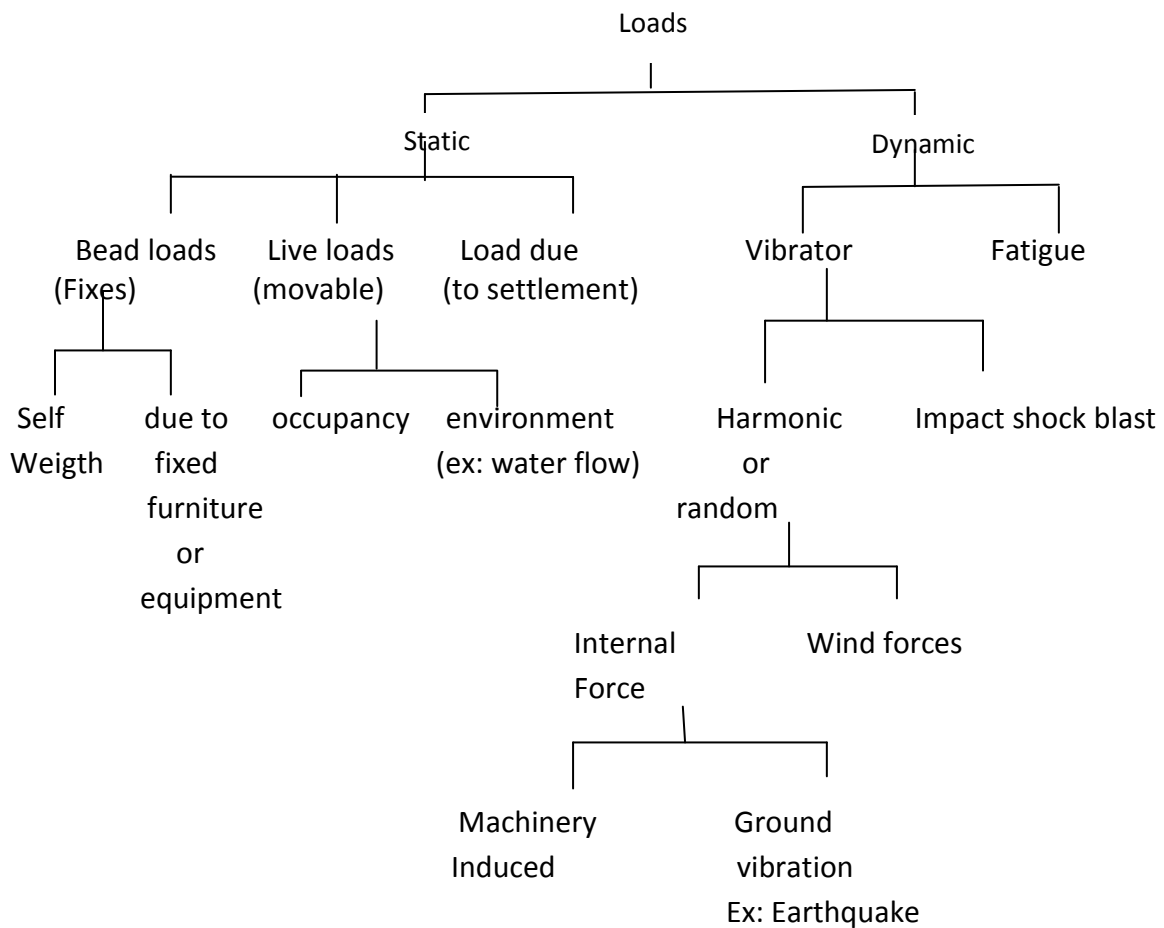 Loads
Static
Dynamic
Bead loads
(Fixes)
Live loads
(movable)
Load due
(to settlement)
Vibrator
Fatigue
Self
Weigth
due to
fixed
furniture
or
equipment
occupancy
environment
(ex: water flow)
Harmonic
or
random
Impact shock blast
Internal
Force
Wind forces
Machinery
Induced
Ground
vibration
Ex: Earthquake